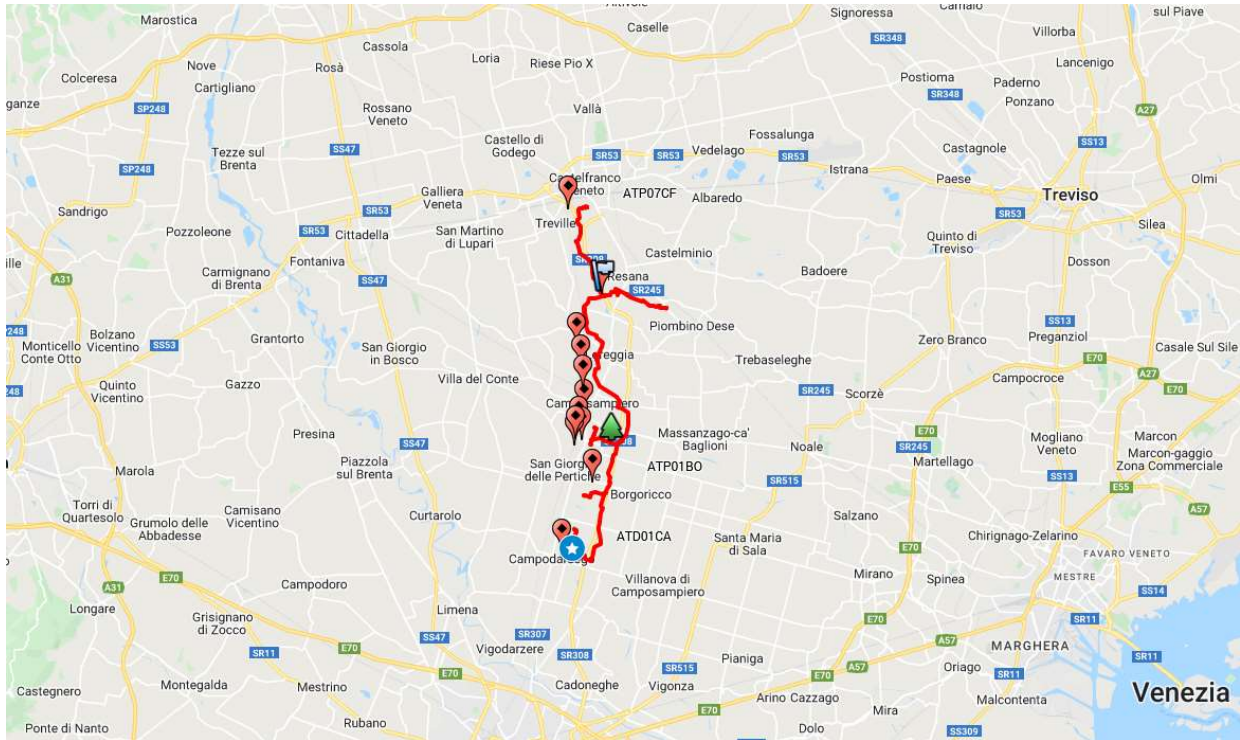 Marostica
Signoressa
sul Piave
Caselle
Villorba
SR348
Cassola
Loria
Riese Pio X
Lancenigo
Nove
Rosà
Postioma
Paderno
Colceresa
Cartigliano
Ponzano
SR348
SP248
Rossano
Veneto
Vallà
A27
SS47
Castello di
Godego
Fossalunga
SS13
Tezze sul
Brenta
SR53
SR53
Vedelago
SR53
Castagnole
Istrana
Paese
Olmi
Galliera
Veneta
ATP07CF
Albaredo
Treviso
Sandrigo
SR53
Treville
SR53
Pozzoleone
Cittadella
San Martino
di Lupari
Silea
SR53
Quinto di
Treviso
Fontaniva
Castelminio
Badoere
Dosson
A31
Carmignano
di Brenta
SS47
Resana
SR245
Piombino Dese
SS13
Bolzano
Vicentino
SS53
Grantorto
San Giorgio
in Bosco
Zero Branco
Preganziol
Monticello
Conte Otto
Casale Sul Sile
Trebaseleghe
E70
Quinto
Vicentino
Gazzo
Villa del Conte
SR245
Scorzè
Campocroce
A27
E70
Presina
SS47
E70
SR245
Massanzago-ca'
Baglioni
Noale
Mogliano
Veneto
Marcon
Marcon-gaggio
Zona Commerciale
Marola
Piazzola
sul Brenta
San Giorgio
delle Pertiche
ATP01BO
Martellago
SS13
SR515
E55
Torri di
Quartesolo
Camisano
Vicentino
Curtarolo
Borgoricco
A57
Grumolo delle
Abbadesse
Salzano
ATD01CA
Santa Maria
di Sala
Chirignago-Zelarino
Campodoro
E70
FAVARO VENETO
Villanova di
Camposampiero
Mirano
Spinea
MESTRE
A31
SS14
Longare
Limena
Grisignano
di Zocco
SS47
SR307
E70
SR11
SR11
E70
Vigodarzere
A57
MARGHERA
SR11
SR308
SR515
Pianiga
Oriago
SR11
Castegnero
Montegalda
Mestrino
Cadoneghe
Vigonza
E70
Arino Cazzago
Malcontenta
Venezia
Mira
Ponte di Nanto
Rubano
Dolo
SS309